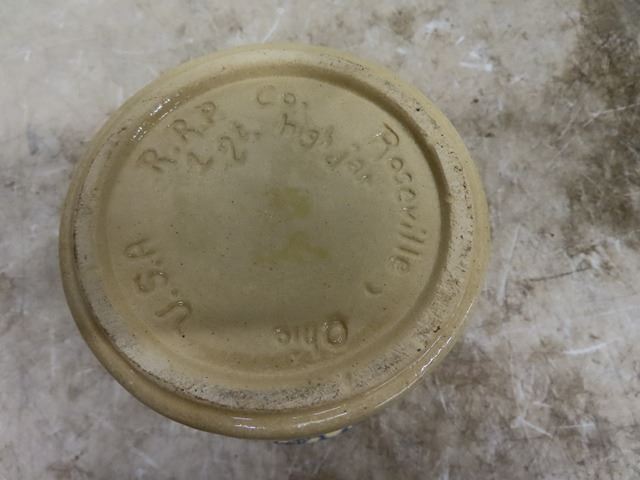 R.R.P. Co. Roseville, Ohio U.S.A
2 qt. high jar